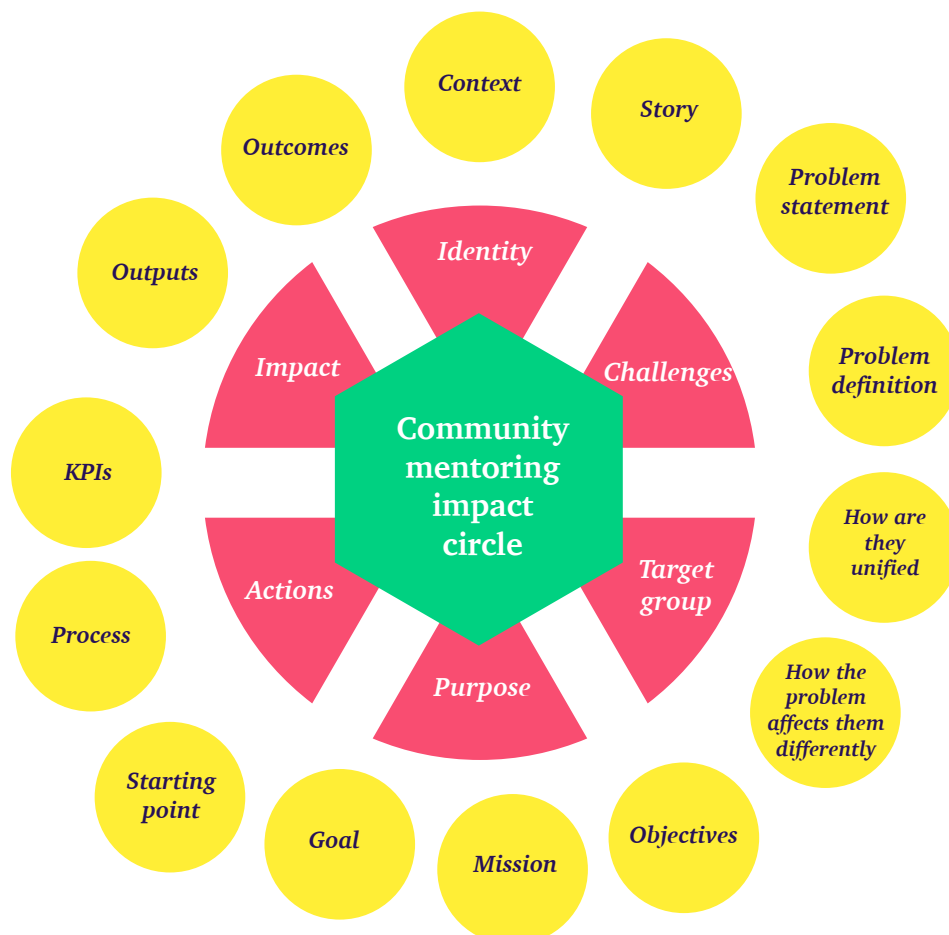 Context
Story
Outcomes
Problem
statement
Identity
Outputs
Impact
Challenges
Problem
definition
Community
mentoring
impact
circle
KPIs
How are
they
unified
Actions
Target
group
Process
Purpose
How the
problem
affects them
differently
Starting
point
Goal
Mission
Objectives